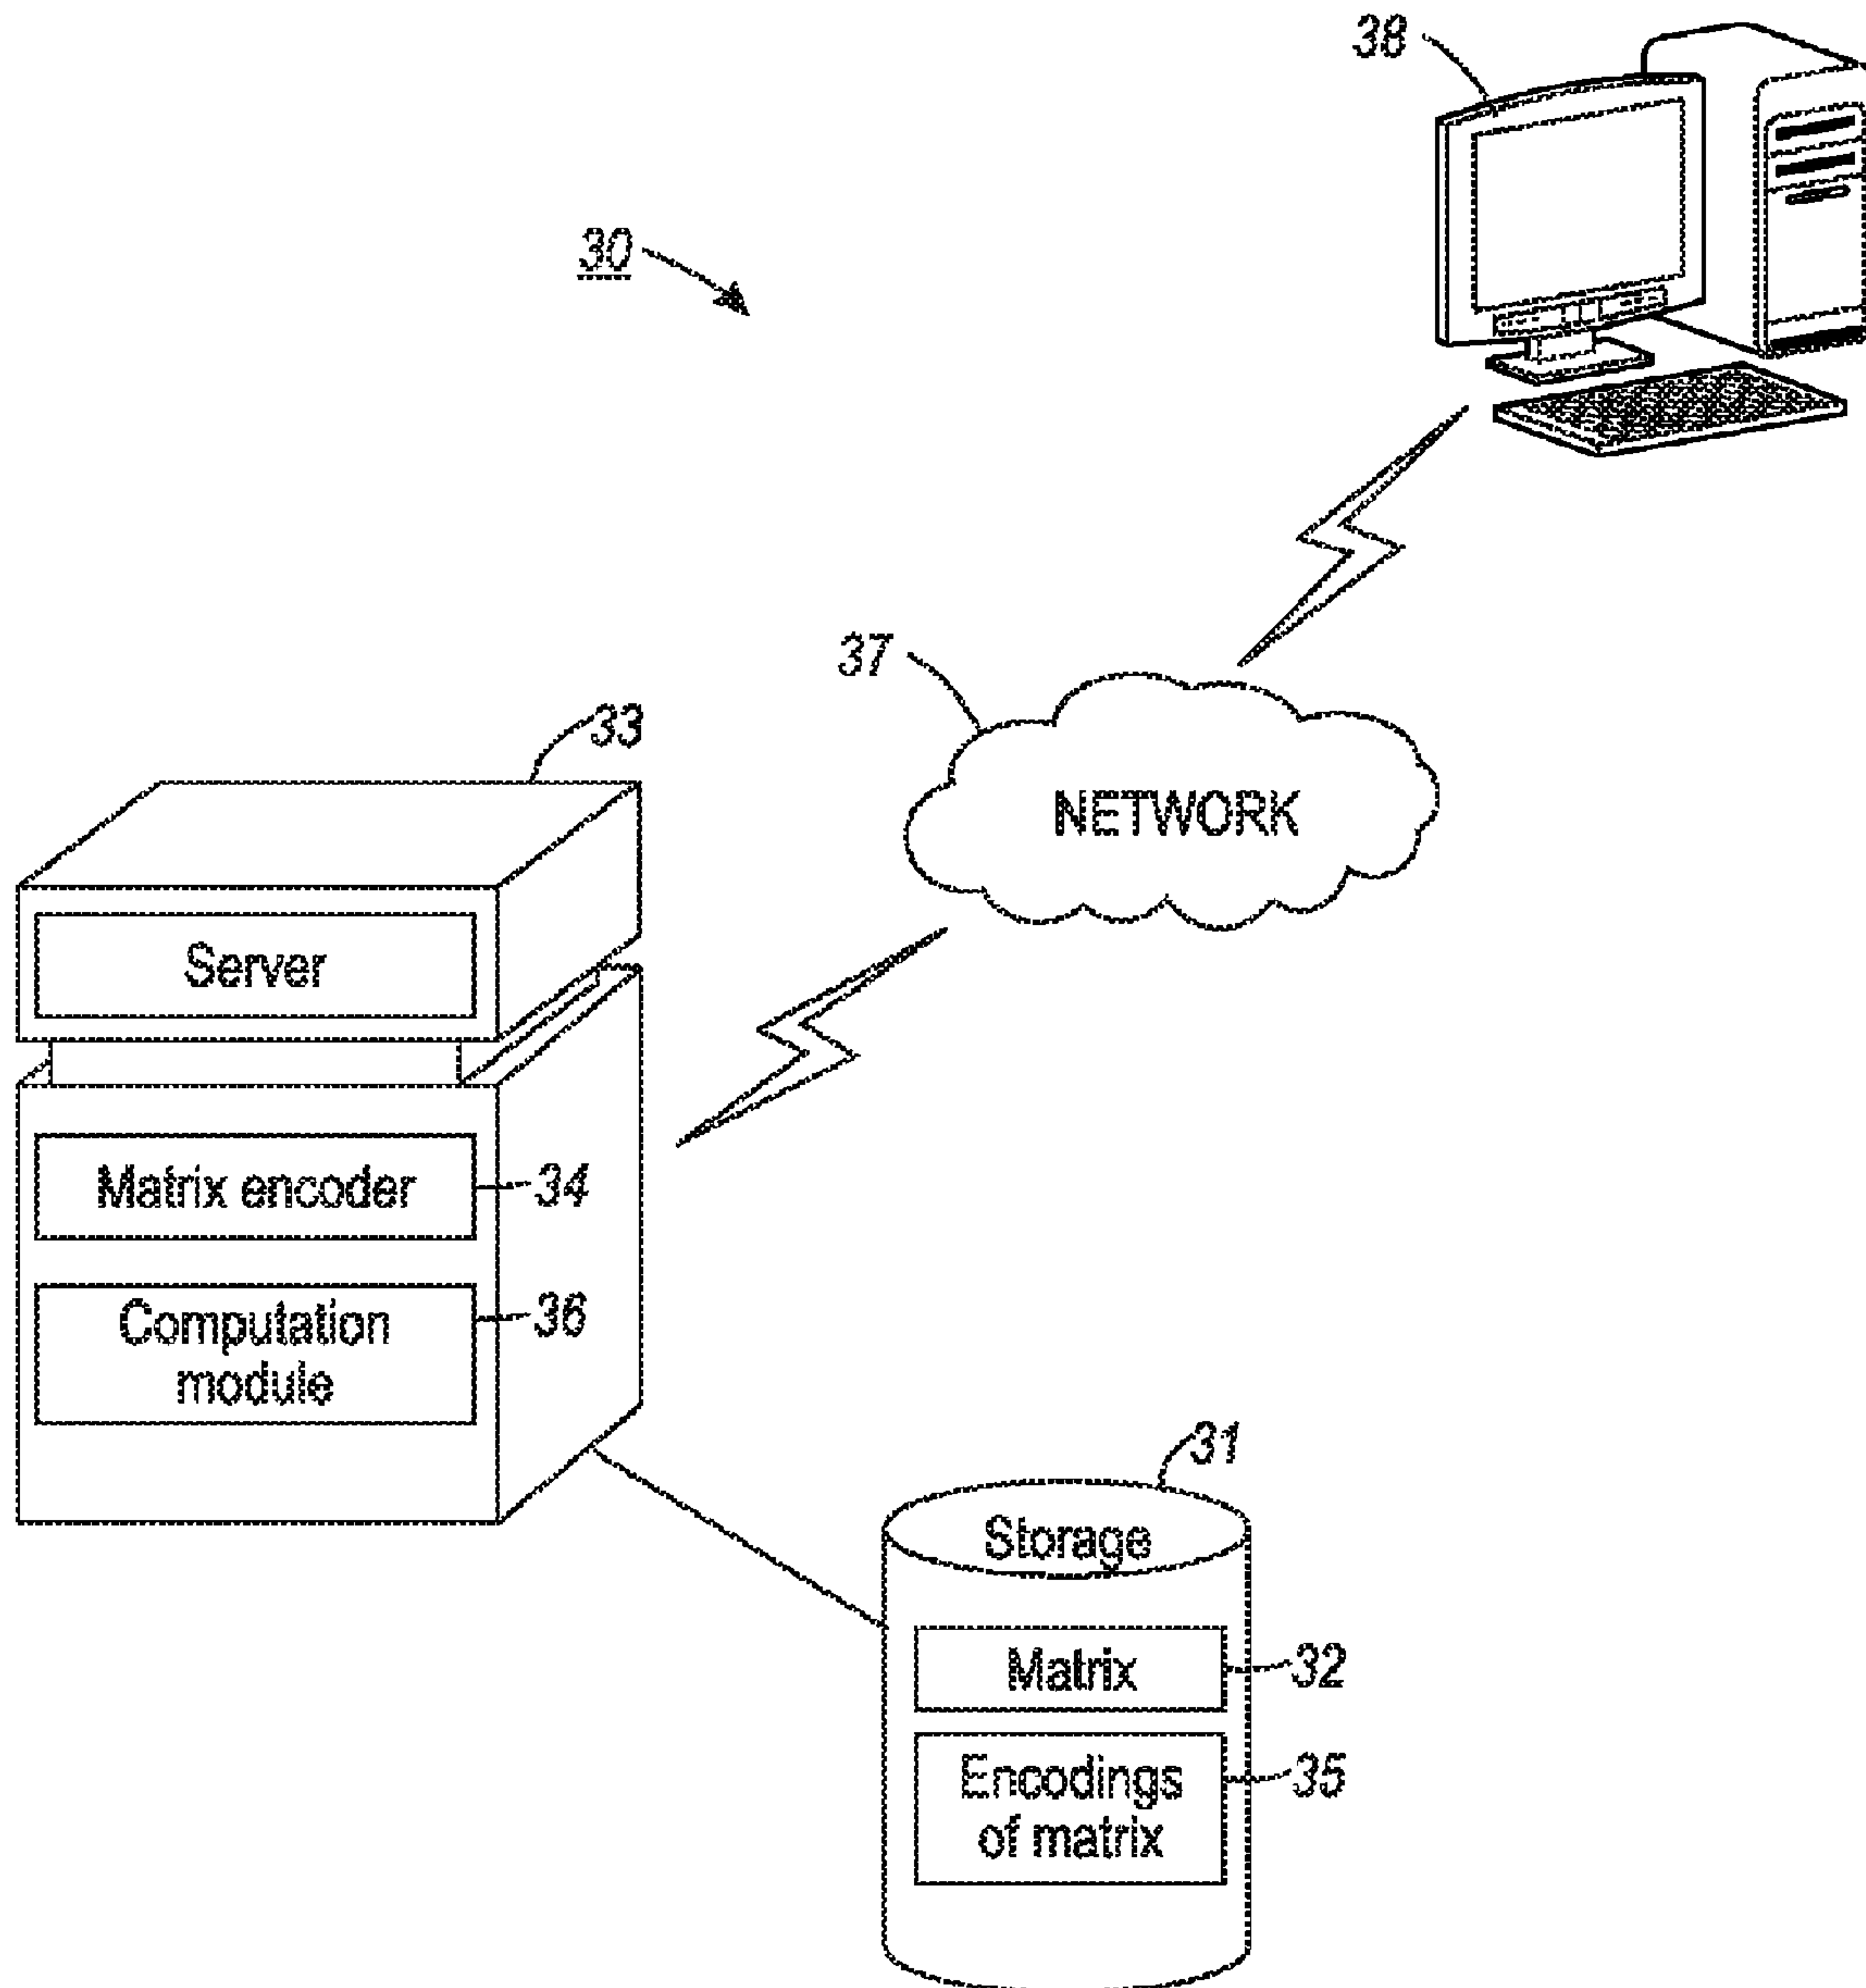 38
30
37
33
NETWORK
Server
Matrix encoder
34
Computation
module
36
31
Storage
Matrix
32
Encodings
of matrix
35